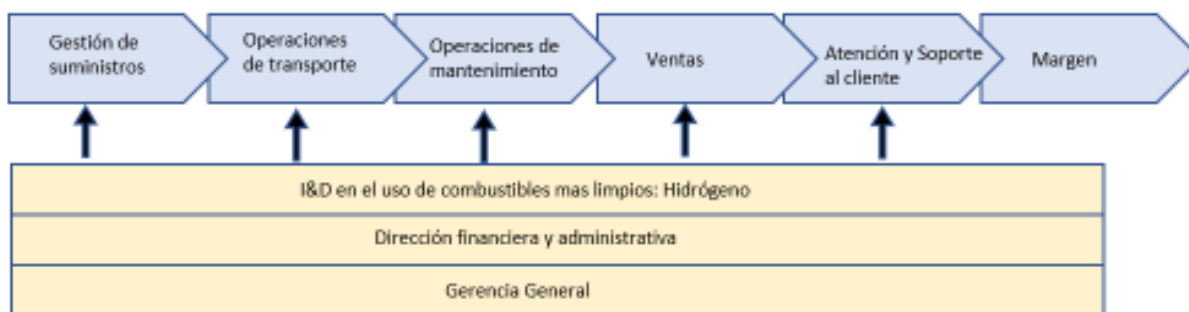 Gestión de
suministros
Operaciones
de transporte
Operaciones de
mantenimiento
Ventas
Atención y Soporte
al cliente
Margen
I&D en el uso de combustibles mas limpios: Hidrógeno
Dirección financiera y administrativa
Gerencia General